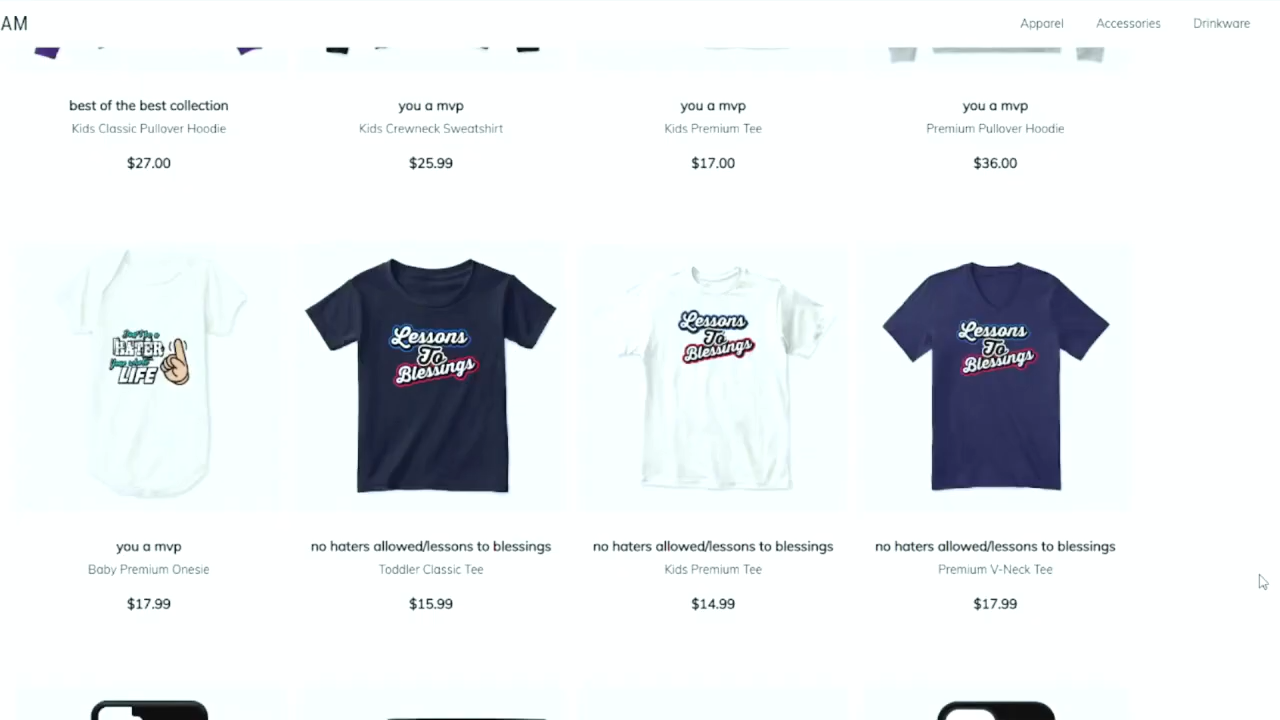 AM
Apparel
Accessories
Drinkware
best of the best collection
Kids Classic Pullover Hoodie
$27.00
you a mvp
Kids Crewneck Sweatshirt
$25.99
you a mvp
Kids Premium Tee
$17.00
you a mvp
Premium Pullover Hoodie
$36.00
HATER
LIFE
Lessons
To
Blessings
Lessons
To
Blessings
Lessons
To
Blessings
you a mvp
Baby Premium Onesie
$17.99
no haters allowed/lessons to blessings
Toddler Classic Tee
$15.99
no haters allowed/lessons to blessings
Kids Premium Tee
$14.99
no haters allowed/lessons to blessings
Premium V-Neck Tee
$17.99